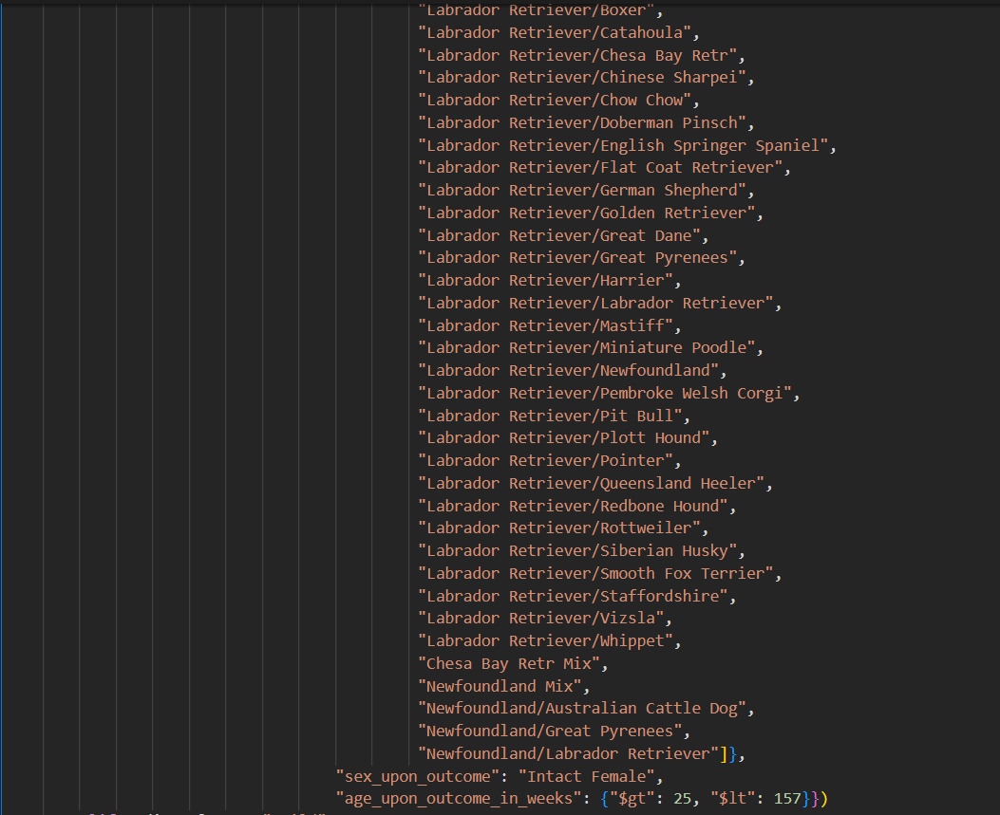 "Labrador Retriever/Boxer",
"Labrador Retriever/Catahoula",
"Labrador Retriever/Chesa Bay Retr",
"Labrador Retriever/Chinese Sharpei",
"Labrador Retriever/Chow Chow",
"Labrador Retriever/Doberman Pinsch",
"Labrador Retriever/English Springer Spaniel",
"Labrador Retriever/Flat Coat Retriever",
"Labrador Retriever/German Shepherd",
"Labrador Retriever/Golden Retriever",
"Labrador Retriever/Great Dane",
"Labrador Retriever/Great Pyrenees",
"Labrador Retriever/Harrier",
"Labrador Retriever/Labrador Retriever",
"Labrador Retriever/Mastiff",
"Labrador Retriever/Miniature Poodle",
"Labrador Retriever/Newfoundland",
"Labrador Retriever/Pembroke Welsh Corgi",
"Labrador Retriever/Pit Bull",
"Labrador Retriever/Plott Hound",
"Labrador Retriever/Pointer",
"Labrador Retriever/Queensland Heeler",
"Labrador Retriever/Redbone Hound",
"Labrador Retriever/Rottweiler",
"Labrador Retriever/Siberian Husky",
"Labrador Retriever/Smooth Fox Terrier",
"Labrador Retriever/Staffordshire",
"Labrador Retriever/Vizsla",
"Labrador Retriever/Whippet",
"Chesa Bay Retr Mix",
"Newfoundland Mix",
"Newfoundland/Australian Cattle Dog",
"Newfoundland/Great Pyrenees",
"Newfoundland/Labrador Retriever"]},
"sex_upon_outcome": "Intact Female",
"age_upon_outcome_in_weeks": {"$gt": 25, "$lt": 157}})